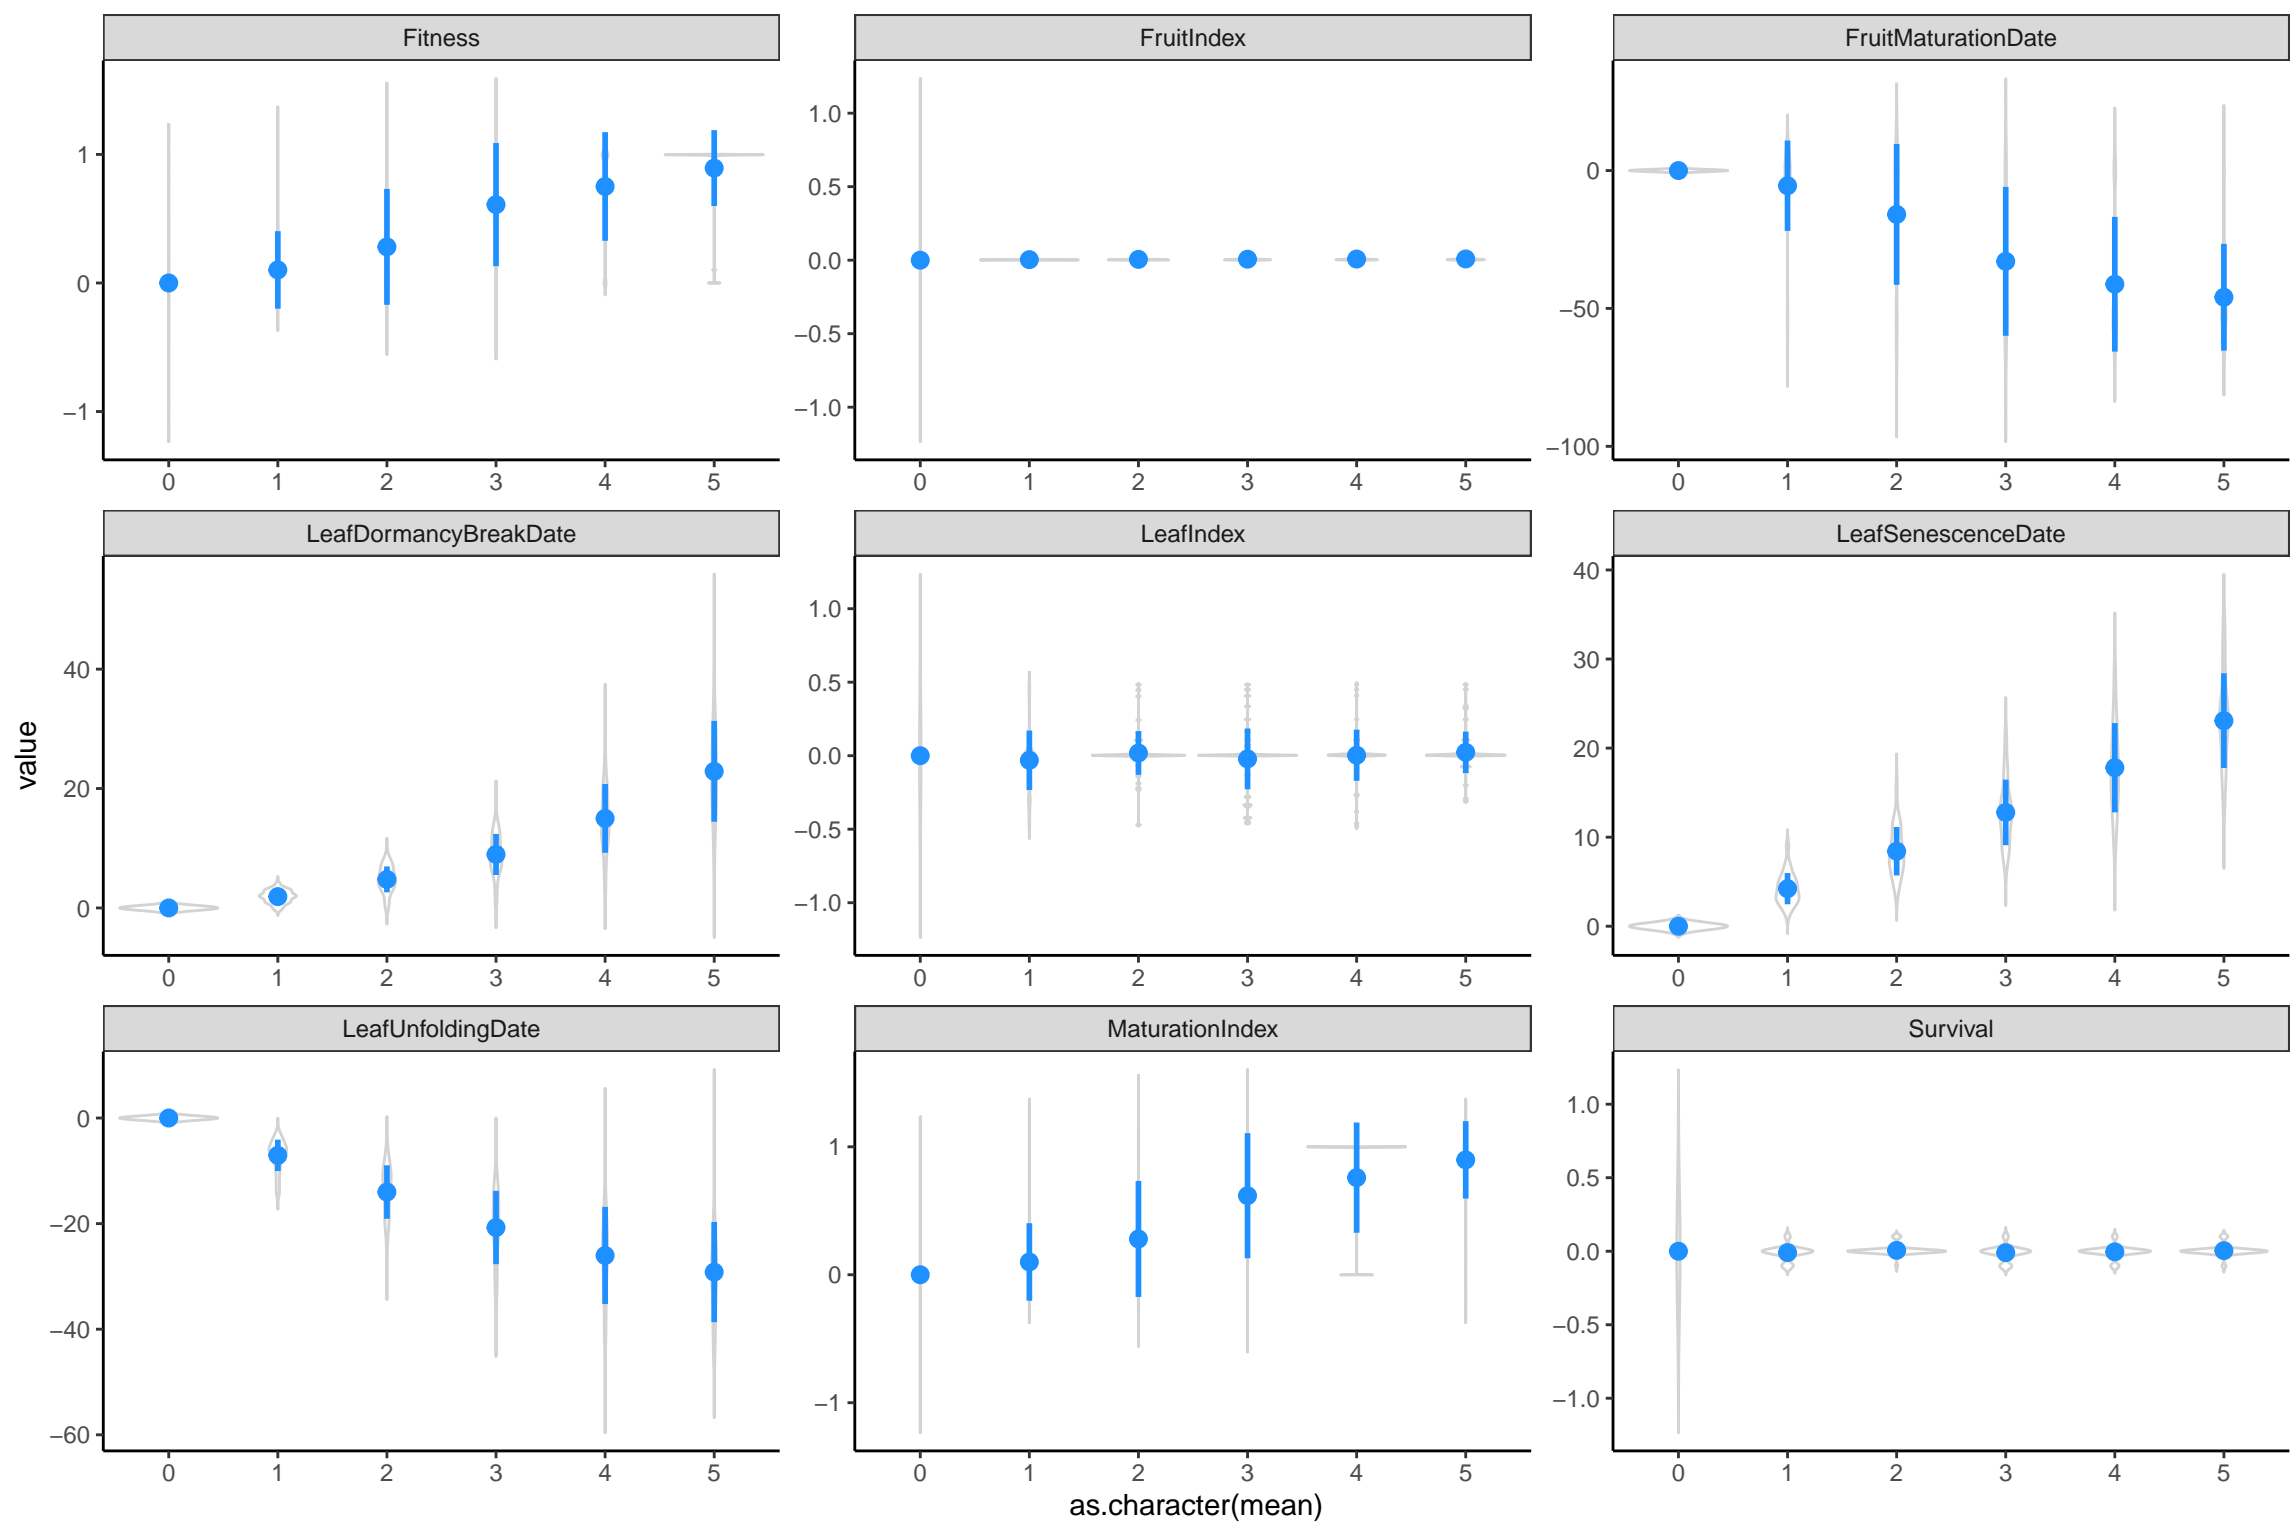 Fitness
FruitIndex
FruitMaturationDate
1
0
−1
0 1 2 3 4 5
1.0
0.5
0.0
−0.5
−1.0
0 1 2 3 4 5
0
−50
−100
0 1 2 3 4 5
value
LeafDormancyBreakDate
LeafIndex
LeafSenescenceDate
40
20
0
0 1 2 3 4 5
1.0
0.5
0.0
−0.5
−1.0
0 1 2 3 4 5
40
30
20
10
0
0 1 2 3 4 5
LeafUnfoldingDate
MaturationIndex
Survival
0
−20
−40
−60
0 1 2 3 4 5
1
0
−1
0 1 2 3 4 5
1.0
0.5
0.0
−0.5
−1.0
0 1 2 3 4 5
as.character(mean)